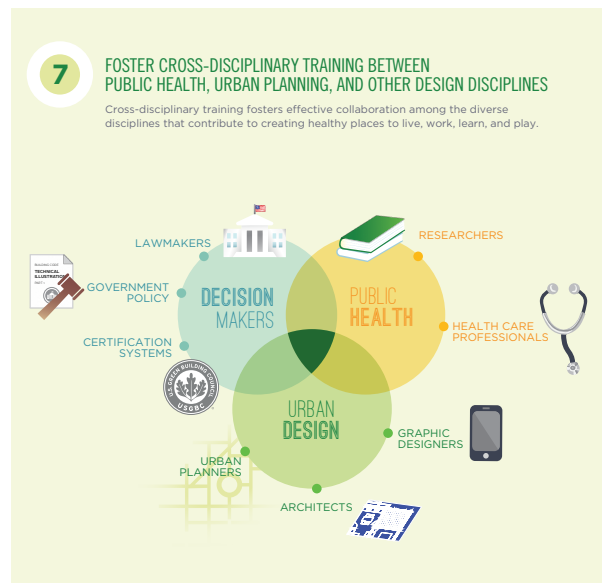 7
FOSTER CROSS-DISCIPLINARY TRAINING BETWEEN
PUBLIC HEALTH, URBAN PLANNING, AND OTHER DESIGN DISCIPLINES
Cross-disciplinary training fosters effective collaboration among the diverse
disciplines that contribute to creating healthy places to live, work, learn, and play.
LAWMAKERS
GOVERNMENT
POLICY
CERTIFICATION
SYSTEMS
TECHNICAL
ILLUSTRATION
U.S. GREEN BUILDING COUNCIL
USGBC
DECISION
MAKERS
PUBLIC
HEALTH
RESEARCHERS
HEALTH CARE
PROFESSIONALS
URBAN
DESIGN
GRAPHIC
DESIGNERS
URBAN
PLANNERS
ARCHITECTS